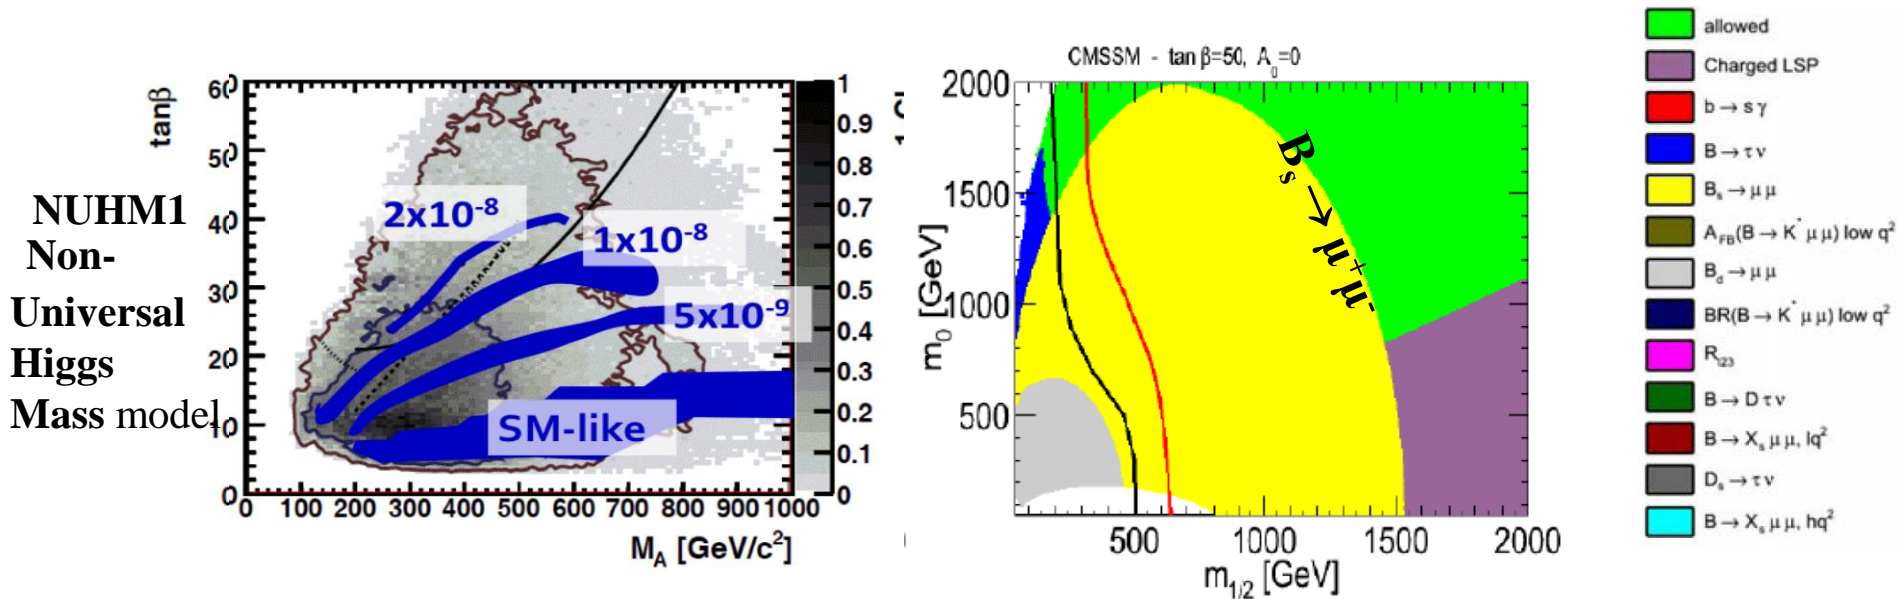 NUHM1
Non-
Universal
Higgs
Mass model
tanβ
60
50
40
30
20
10
0
0 100 200 300 400 500 600 700 800 900 1000
M_A [GeV/c²]
2x10⁻⁸
1x10⁻⁸
5x10⁻⁹
SM-like
1
0.9
0.8
0.7
0.6
0.5
0.4
0.3
0.2
0.1
0
CMSSM - tan β=50, A₀=0
m₀ [GeV]
2000
1500
1000
500
500 1000 1500 2000
m₁/₂ [GeV]
Bₛ → μ⁺μ⁻
allowed
Charged LSP
b → s γ
B → τ ν
Bₛ → μ μ
A_FB(B → K* μ μ) low q²
B_d → μ μ
BR(B → K* μ μ) low q²
R_l23
B → D τ ν
B → Xₛ μ μ, lq²
Dₛ → τ ν
B → Xₛ μ μ, hq²